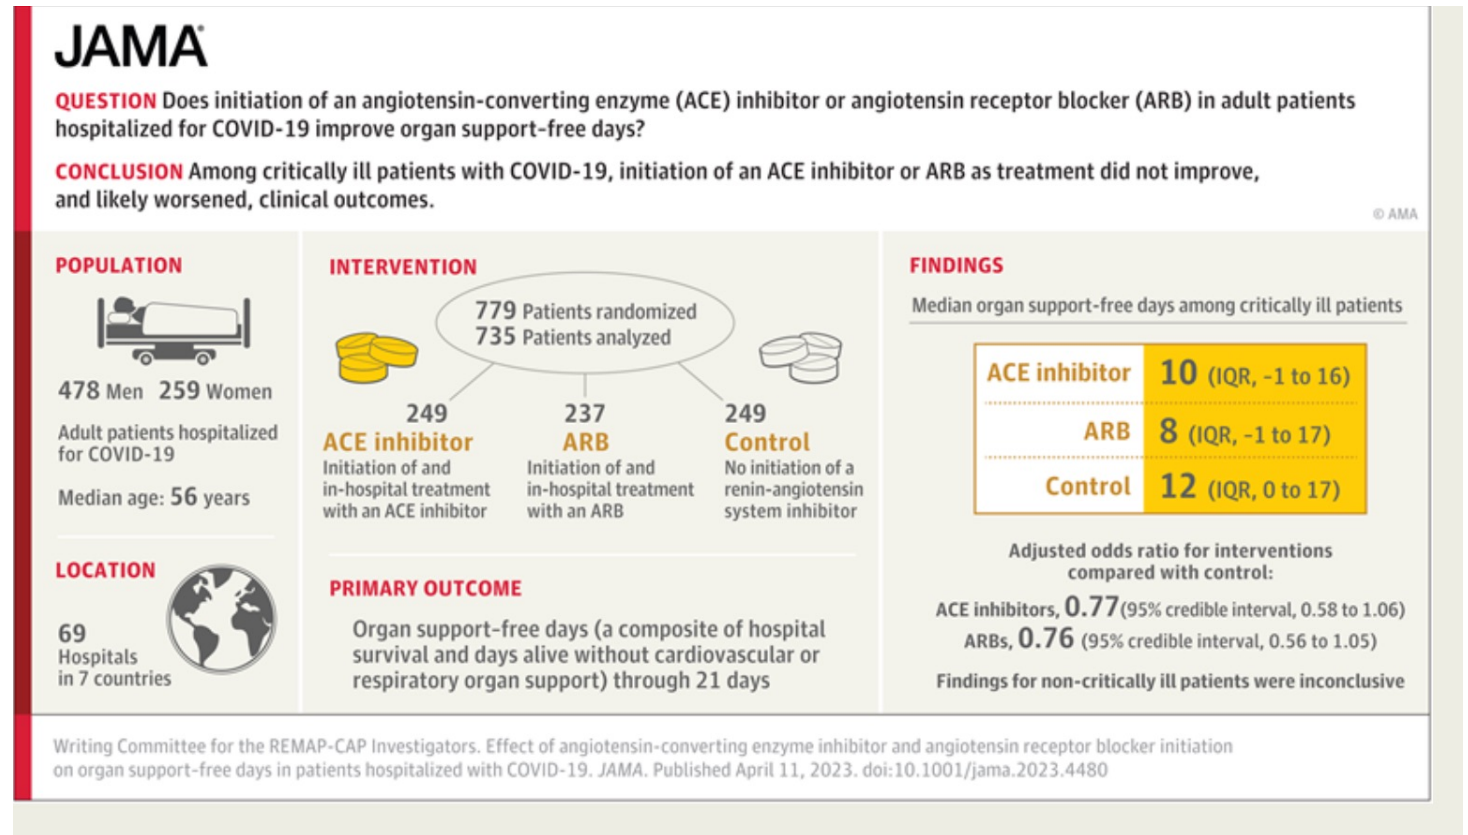 JAMA
QUESTION Does initiation of an angiotensin-converting enzyme (ACE) inhibitor or angiotensin receptor blocker (ARB) in adult patients
hospitalized for COVID-19 improve organ support-free days?
CONCLUSION Among critically ill patients with COVID-19, initiation of an ACE inhibitor or ARB as treatment did not improve,
and likely worsened, clinical outcomes.
© AMA
POPULATION
478 Men 259 Women
Adult patients hospitalized
for COVID-19
Median age: 56 years
LOCATION
69
Hospitals
in 7 countries
INTERVENTION
779 Patients randomized
735 Patients analyzed
249
ACE inhibitor
Initiation of and
in-hospital treatment
with an ACE inhibitor
237
ARB
Initiation of and
in-hospital treatment
with an ARB
249
Control
No initiation of a
renin-angiotensin
system inhibitor
PRIMARY OUTCOME
Organ support-free days (a composite of hospital
survival and days alive without cardiovascular or
respiratory organ support) through 21 days
FINDINGS
Median organ support-free days among critically ill patients
ACE inhibitor 10 (IQR, -1 to 16)
ARB 8 (IQR, -1 to 17)
Control 12 (IQR, 0 to 17)
Adjusted odds ratio for interventions
compared with control:
ACE inhibitors, 0.77(95% credible interval, 0.58 to 1.06)
ARBs, 0.76 (95% credible interval, 0.56 to 1.05)
Findings for non-critically ill patients were inconclusive
Writing Committee for the REMAP-CAP Investigators. Effect of angiotensin-converting enzyme inhibitor and angiotensin receptor blocker initiation
on organ support-free days in patients hospitalized with COVID-19. JAMA. Published April 11, 2023. doi:10.1001/jama.2023.4480